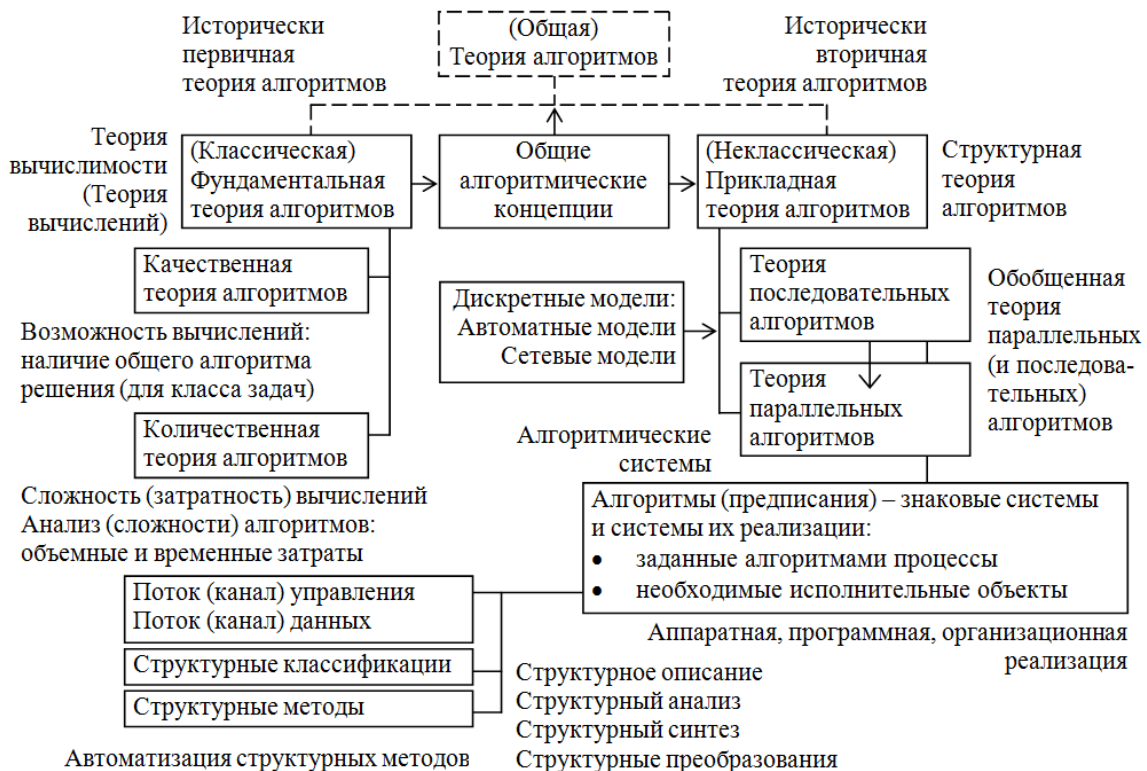 Исторически
первичная
теория алгоритмов
(Общая)
Теория алгоритмов
Исторически
вторичная
теория алгоритмов
Теория
вычислимости
(Теория
вычислений)
(Классическая)
Фундаментальная
теория алгоритмов
Общие
алгоритмические
концепции
(Неклассическая)
Прикладная
теория алгоритмов
Структурная
теория
алгоритмов
Качественная
теория алгоритмов
Возможность вычислений:
наличие общего алгоритма
решения (для класса задач)
Количественная
теория алгоритмов
Сложность (затратность) вычислений
Анализ (сложности) алгоритмов:
объемные и временные затраты
Дискретные модели:
Автоматные модели
Сетевые модели
Теория
последовательных
алгоритмов
Теория
параллельных
алгоритмов
Обобщенная
теория
параллельных
(и последова-
тельных)
алгоритмов
Алгоритмические
системы
Алгоритмы (предписания) – знаковые системы
и системы их реализации:
• заданные алгоритмами процессы
• необходимые исполнительные объекты
Аппаратная, программная, организационная
реализация
Поток (канал) управления
Поток (канал) данных
Структурные классификации
Структурные методы
Автоматизация структурных методов
Структурное описание
Структурный анализ
Структурный синтез
Структурные преобразования